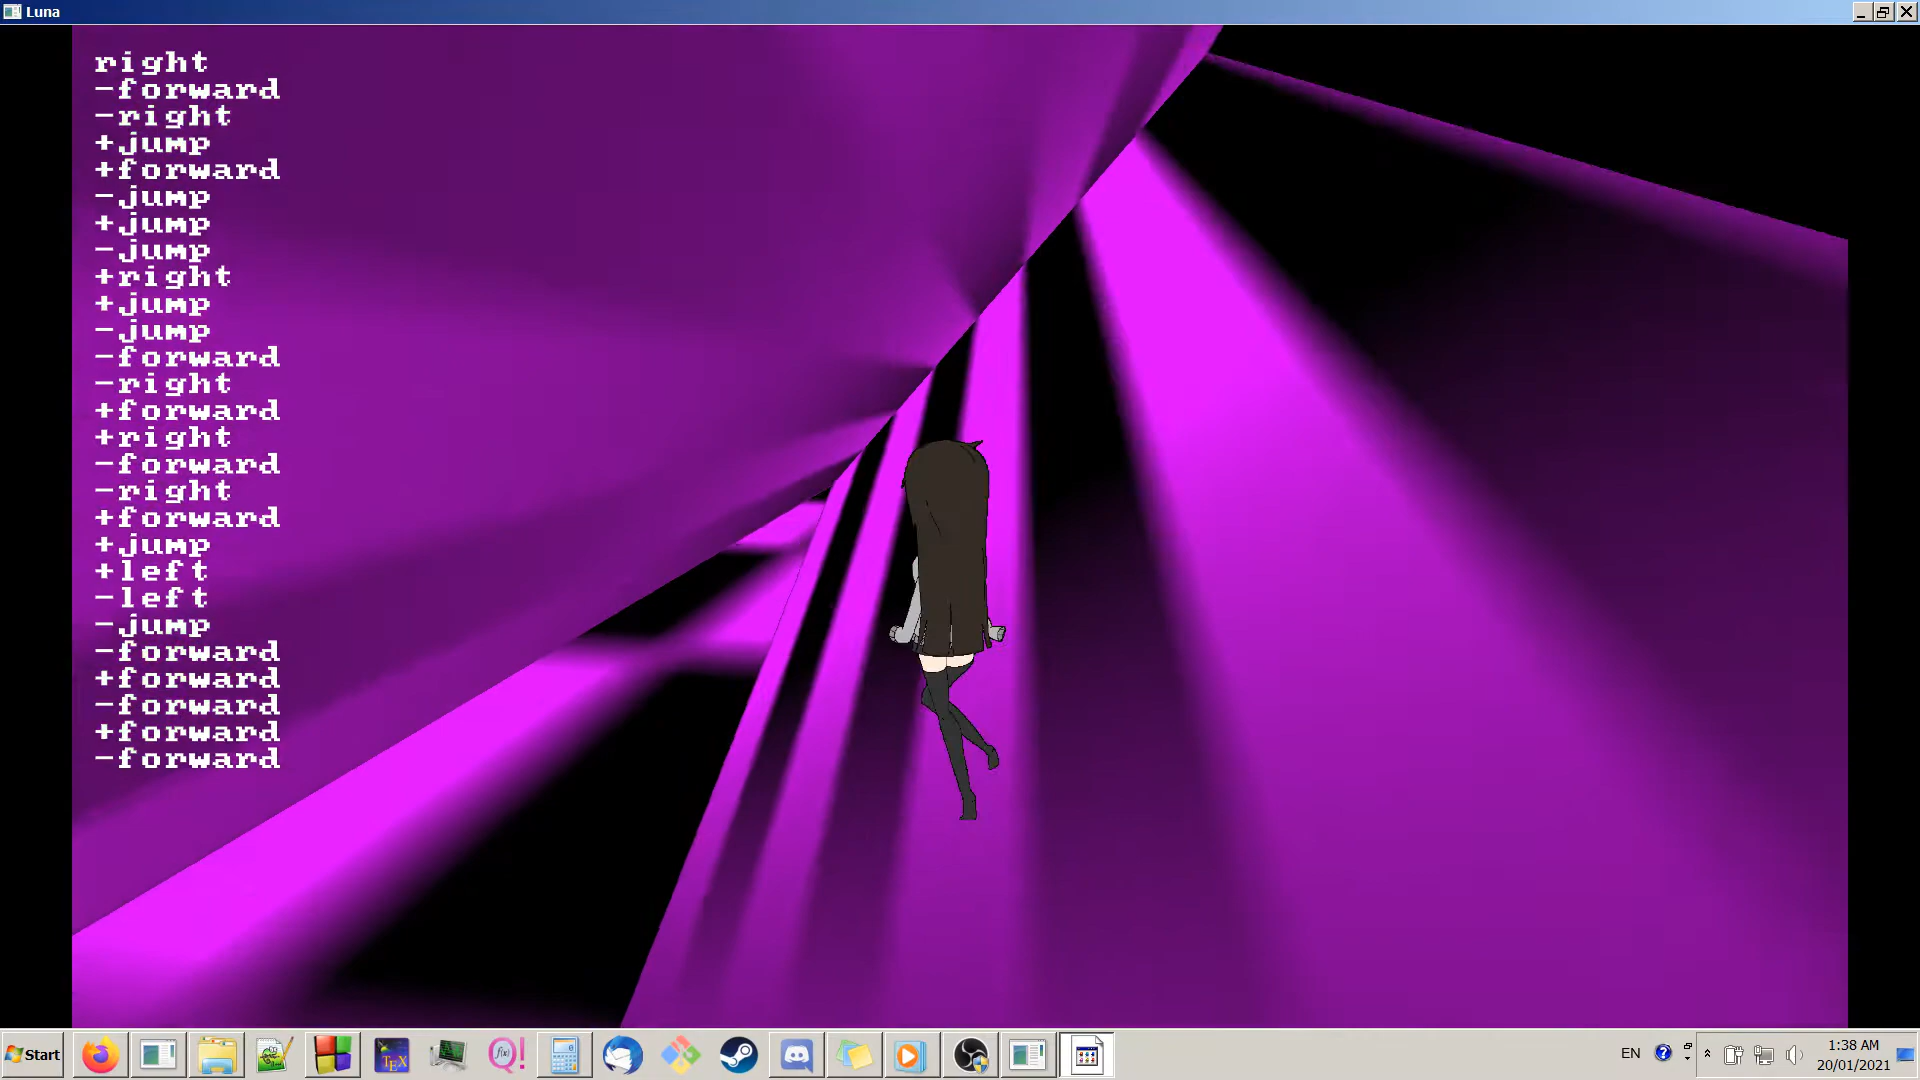 Luna
right
-forward
-right
+jump
+forward
-jump
+jump
-jump
+right
+jump
-jump
-forward
-right
+forward
+right
-forward
-right
+forward
+jump
+left
-left
-jump
-forward
+forward
-forward
+forward
-forward
Start
TEX
f(x)
EN
1:38 AM
20/01/2021